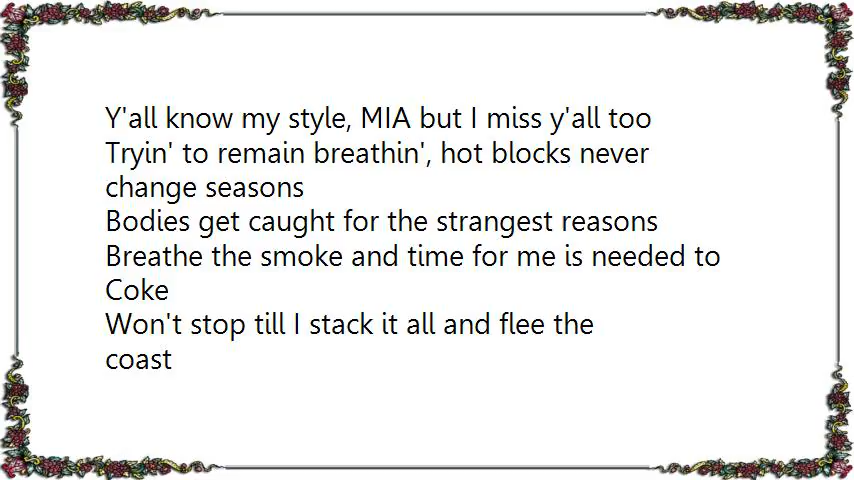 Y'all know my style, MIA but I miss y'all too
Tryin' to remain breathin', hot blocks never
change seasons
Bodies get caught for the strangest reasons
Breathe the smoke and time for me is needed to
Coke
Won't stop till I stack it all and flee the
coast